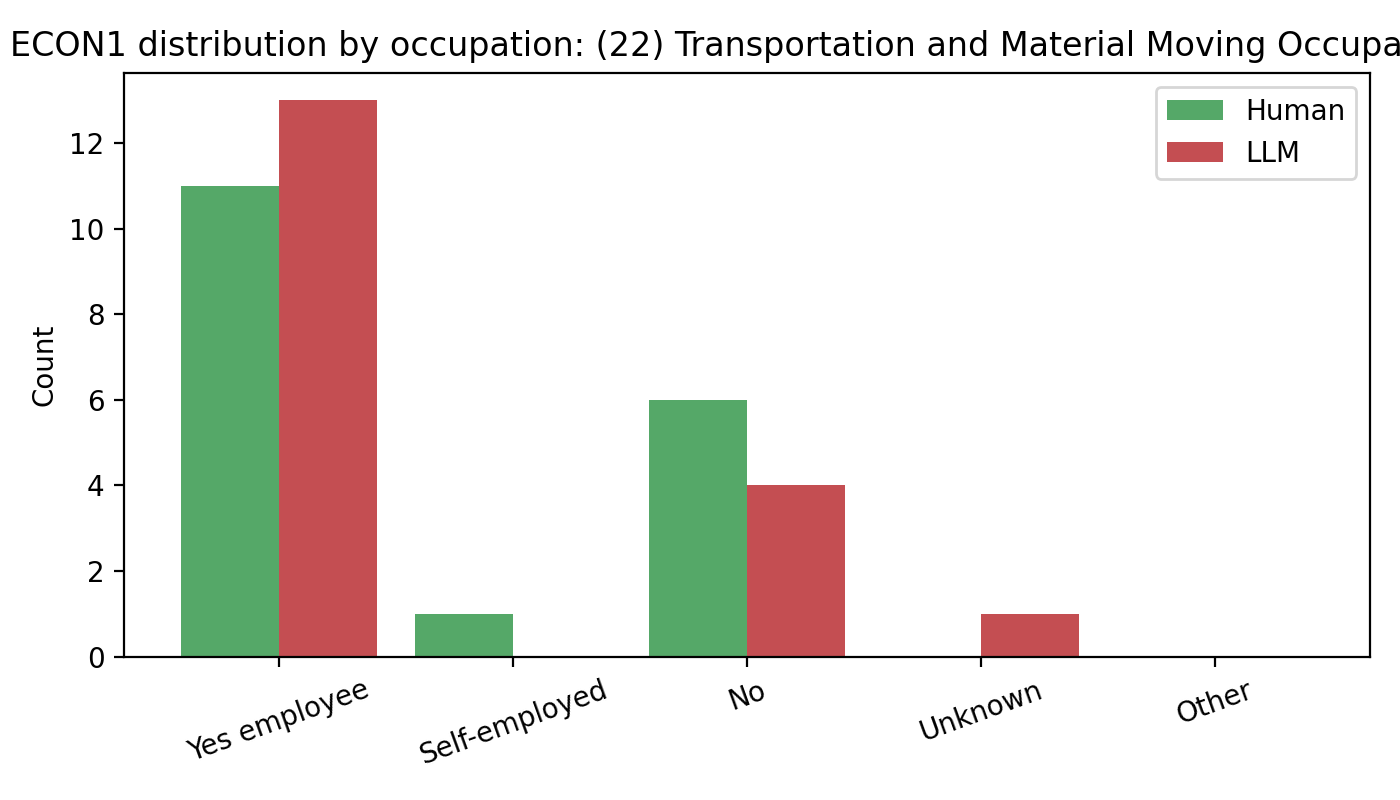 ECON1 distribution by occupation: (22) Transportation and Material Moving Occupa
Human
LLM
Count
12
10
8
6
4
2
0
Yes employee
Self-employed
No
Unknown
Other